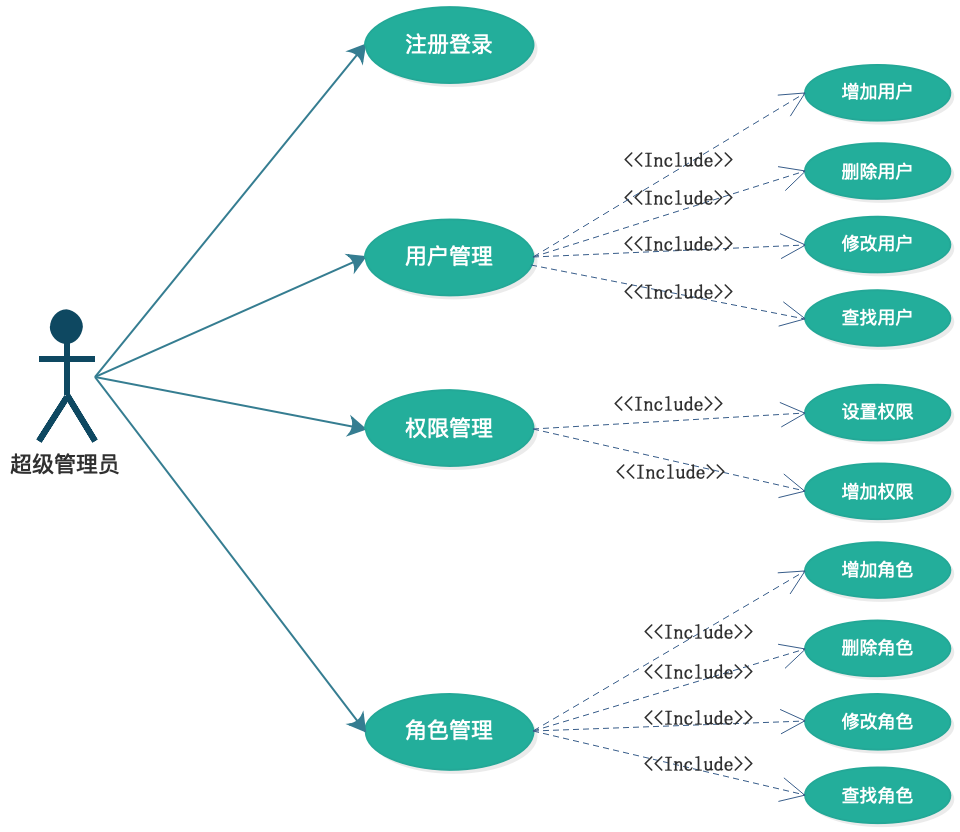 注册登录
增加用户
<<Include>>
删除用户
<<Include>>
修改用户
<<Include>>
用户管理
<<Include>>
查找用户
<<Include>>
设置权限
权限管理
超级管理员
<<Include>>
增加权限
增加角色
<<Include>>
删除角色
<<Include>>
修改角色
<<Include>>
角色管理
<<Include>>
查找角色